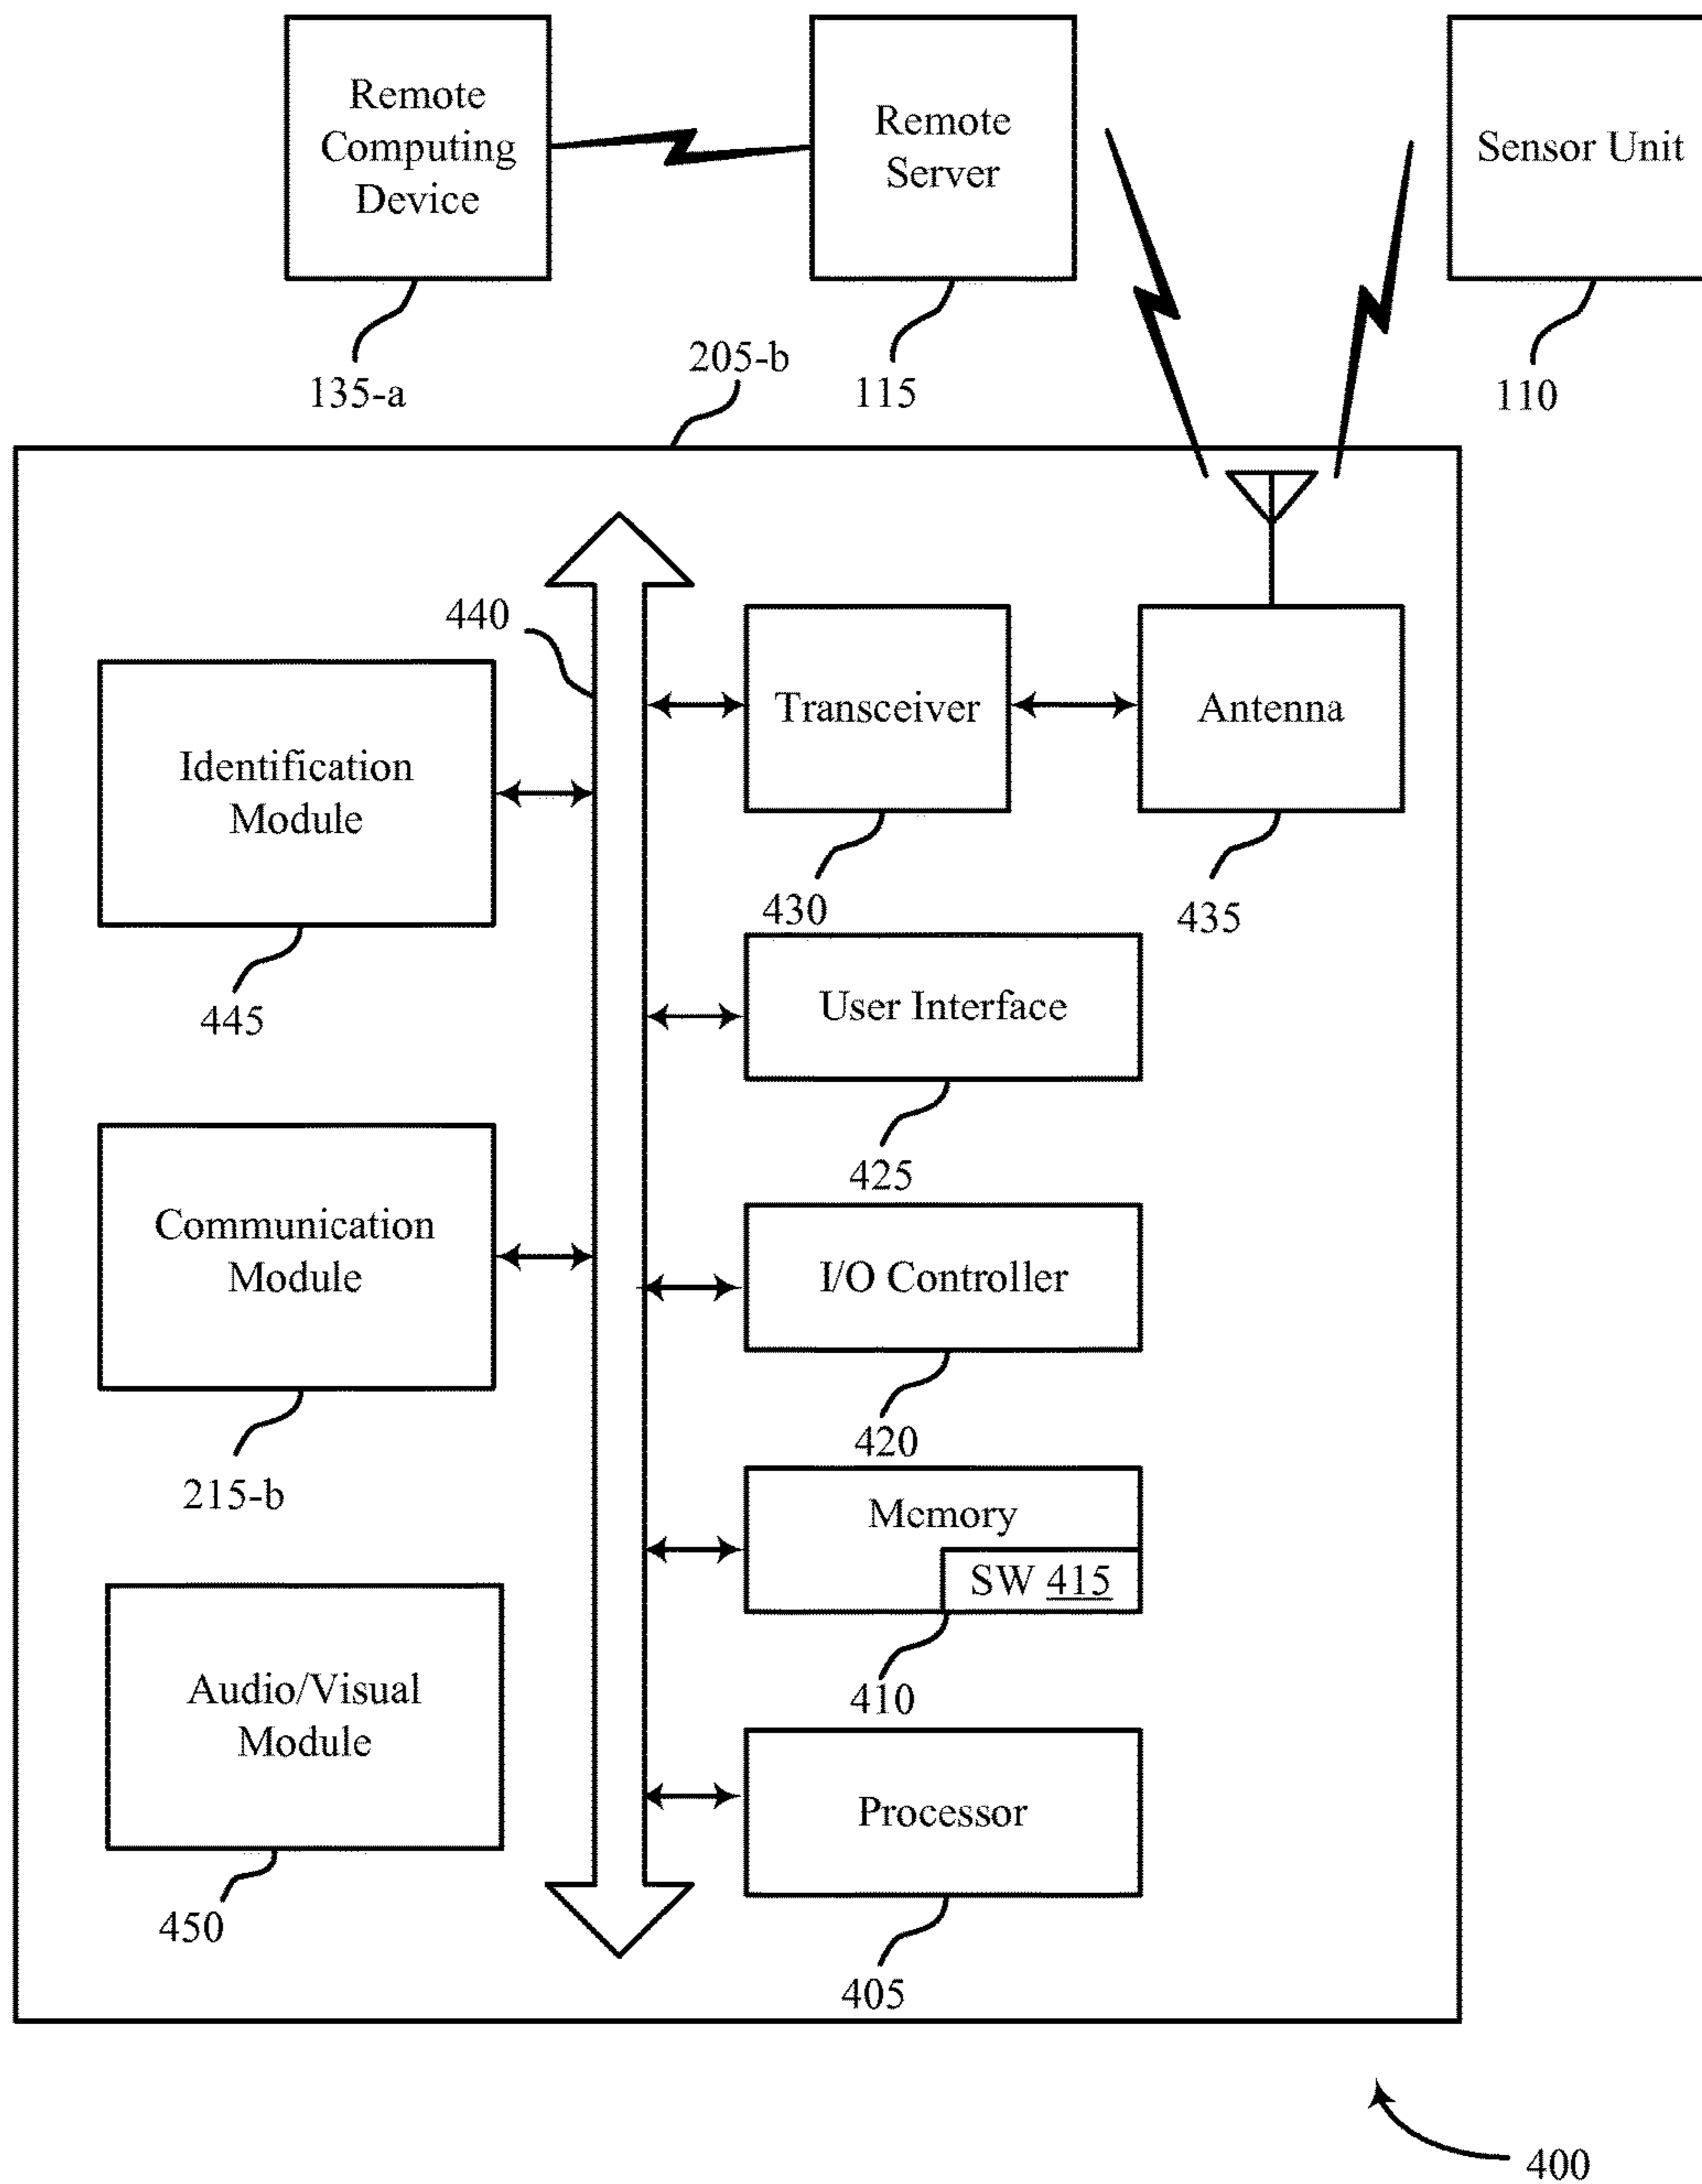 Remote
Computing
Device
Remote
Server
Sensor Unit
135-a
205-b
115
110
440
Transceiver
Antenna
Identification
Module
430
435
445
User Interface
425
Communication
Module
I/O Controller
420
215-b
Memory
SW 415
410
Audio/Visual
Module
Processor
450
405
400